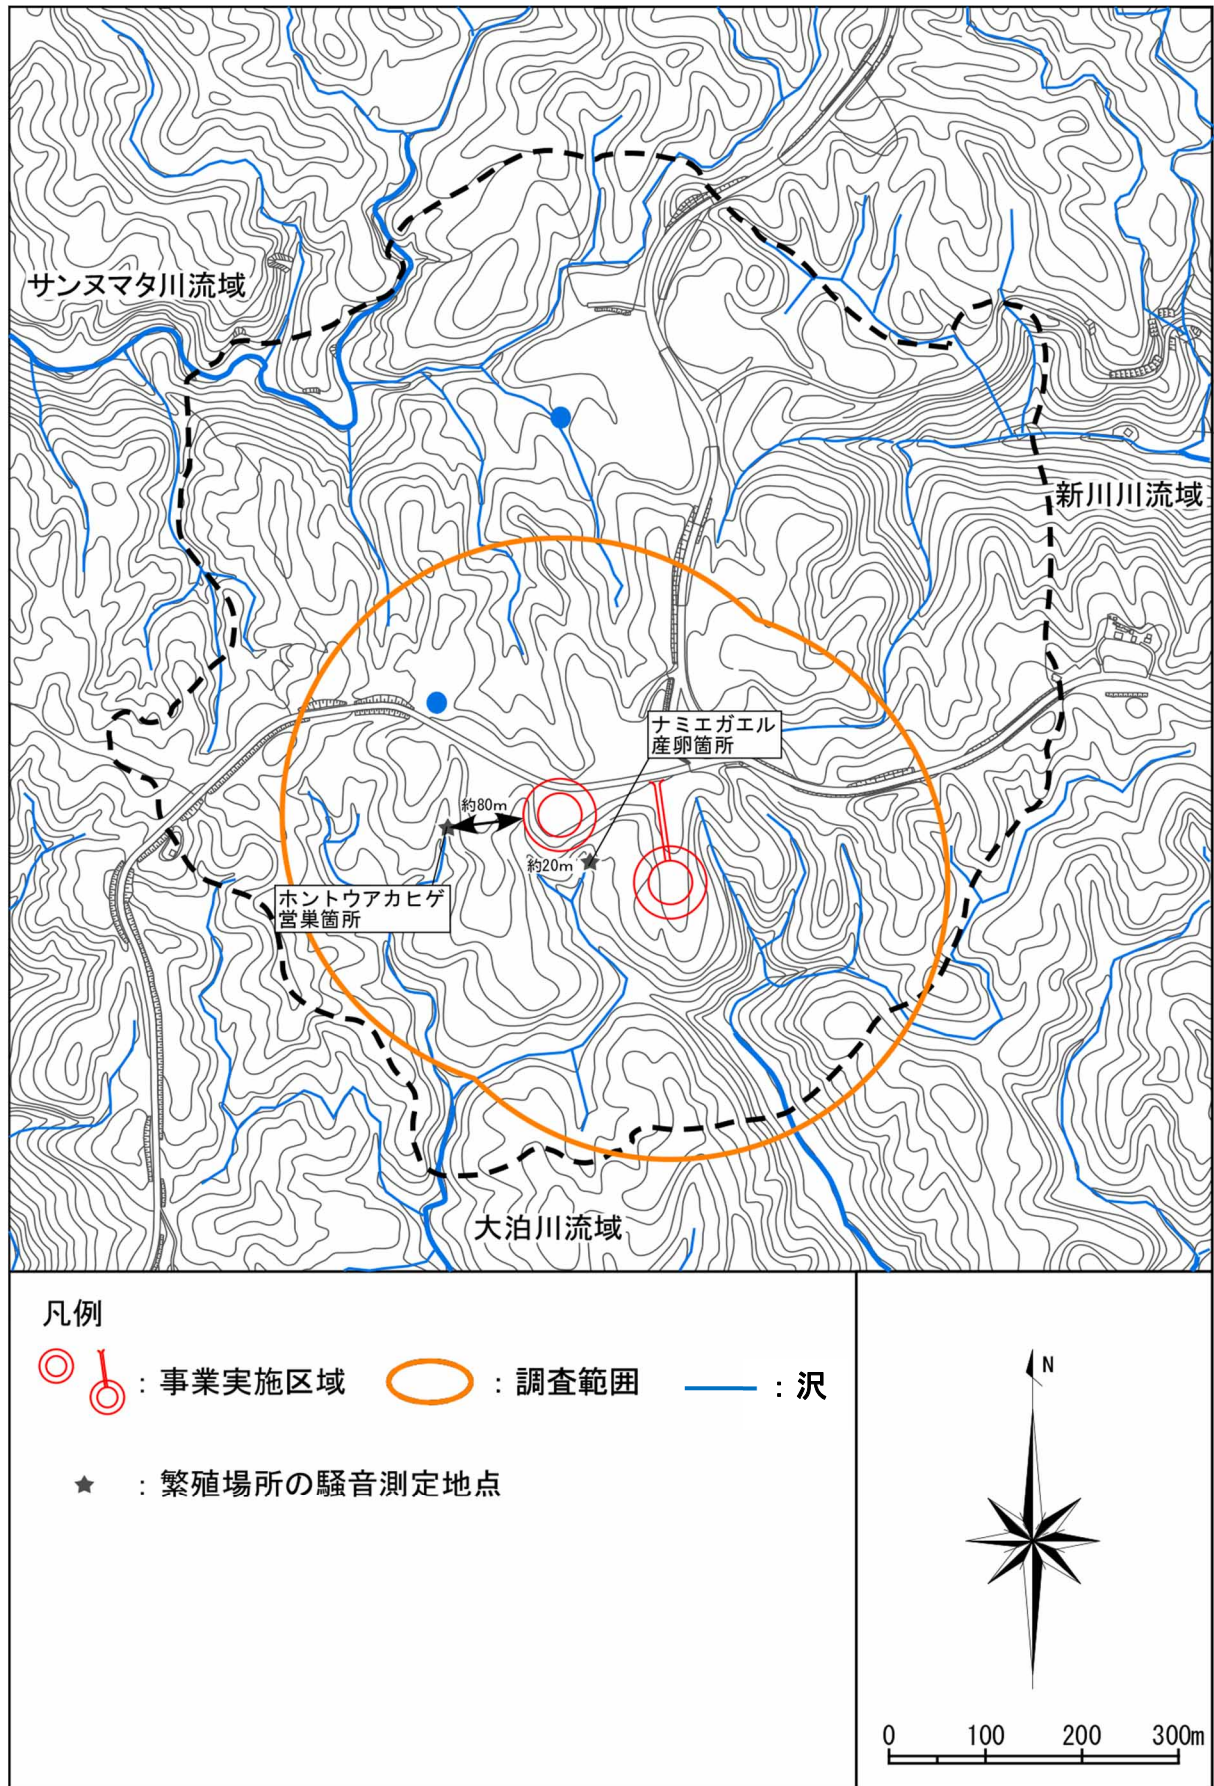 サンヌマタ川流域
新川川流域
ナミエガエル
産卵箇所
約80m
約20m
ホントウアカヒゲ
営巣箇所
大泊川流域
凡例
：事業実施区域
：調査範囲
：沢
：繁殖場所の騒音測定地点
N
0 100 200 300m